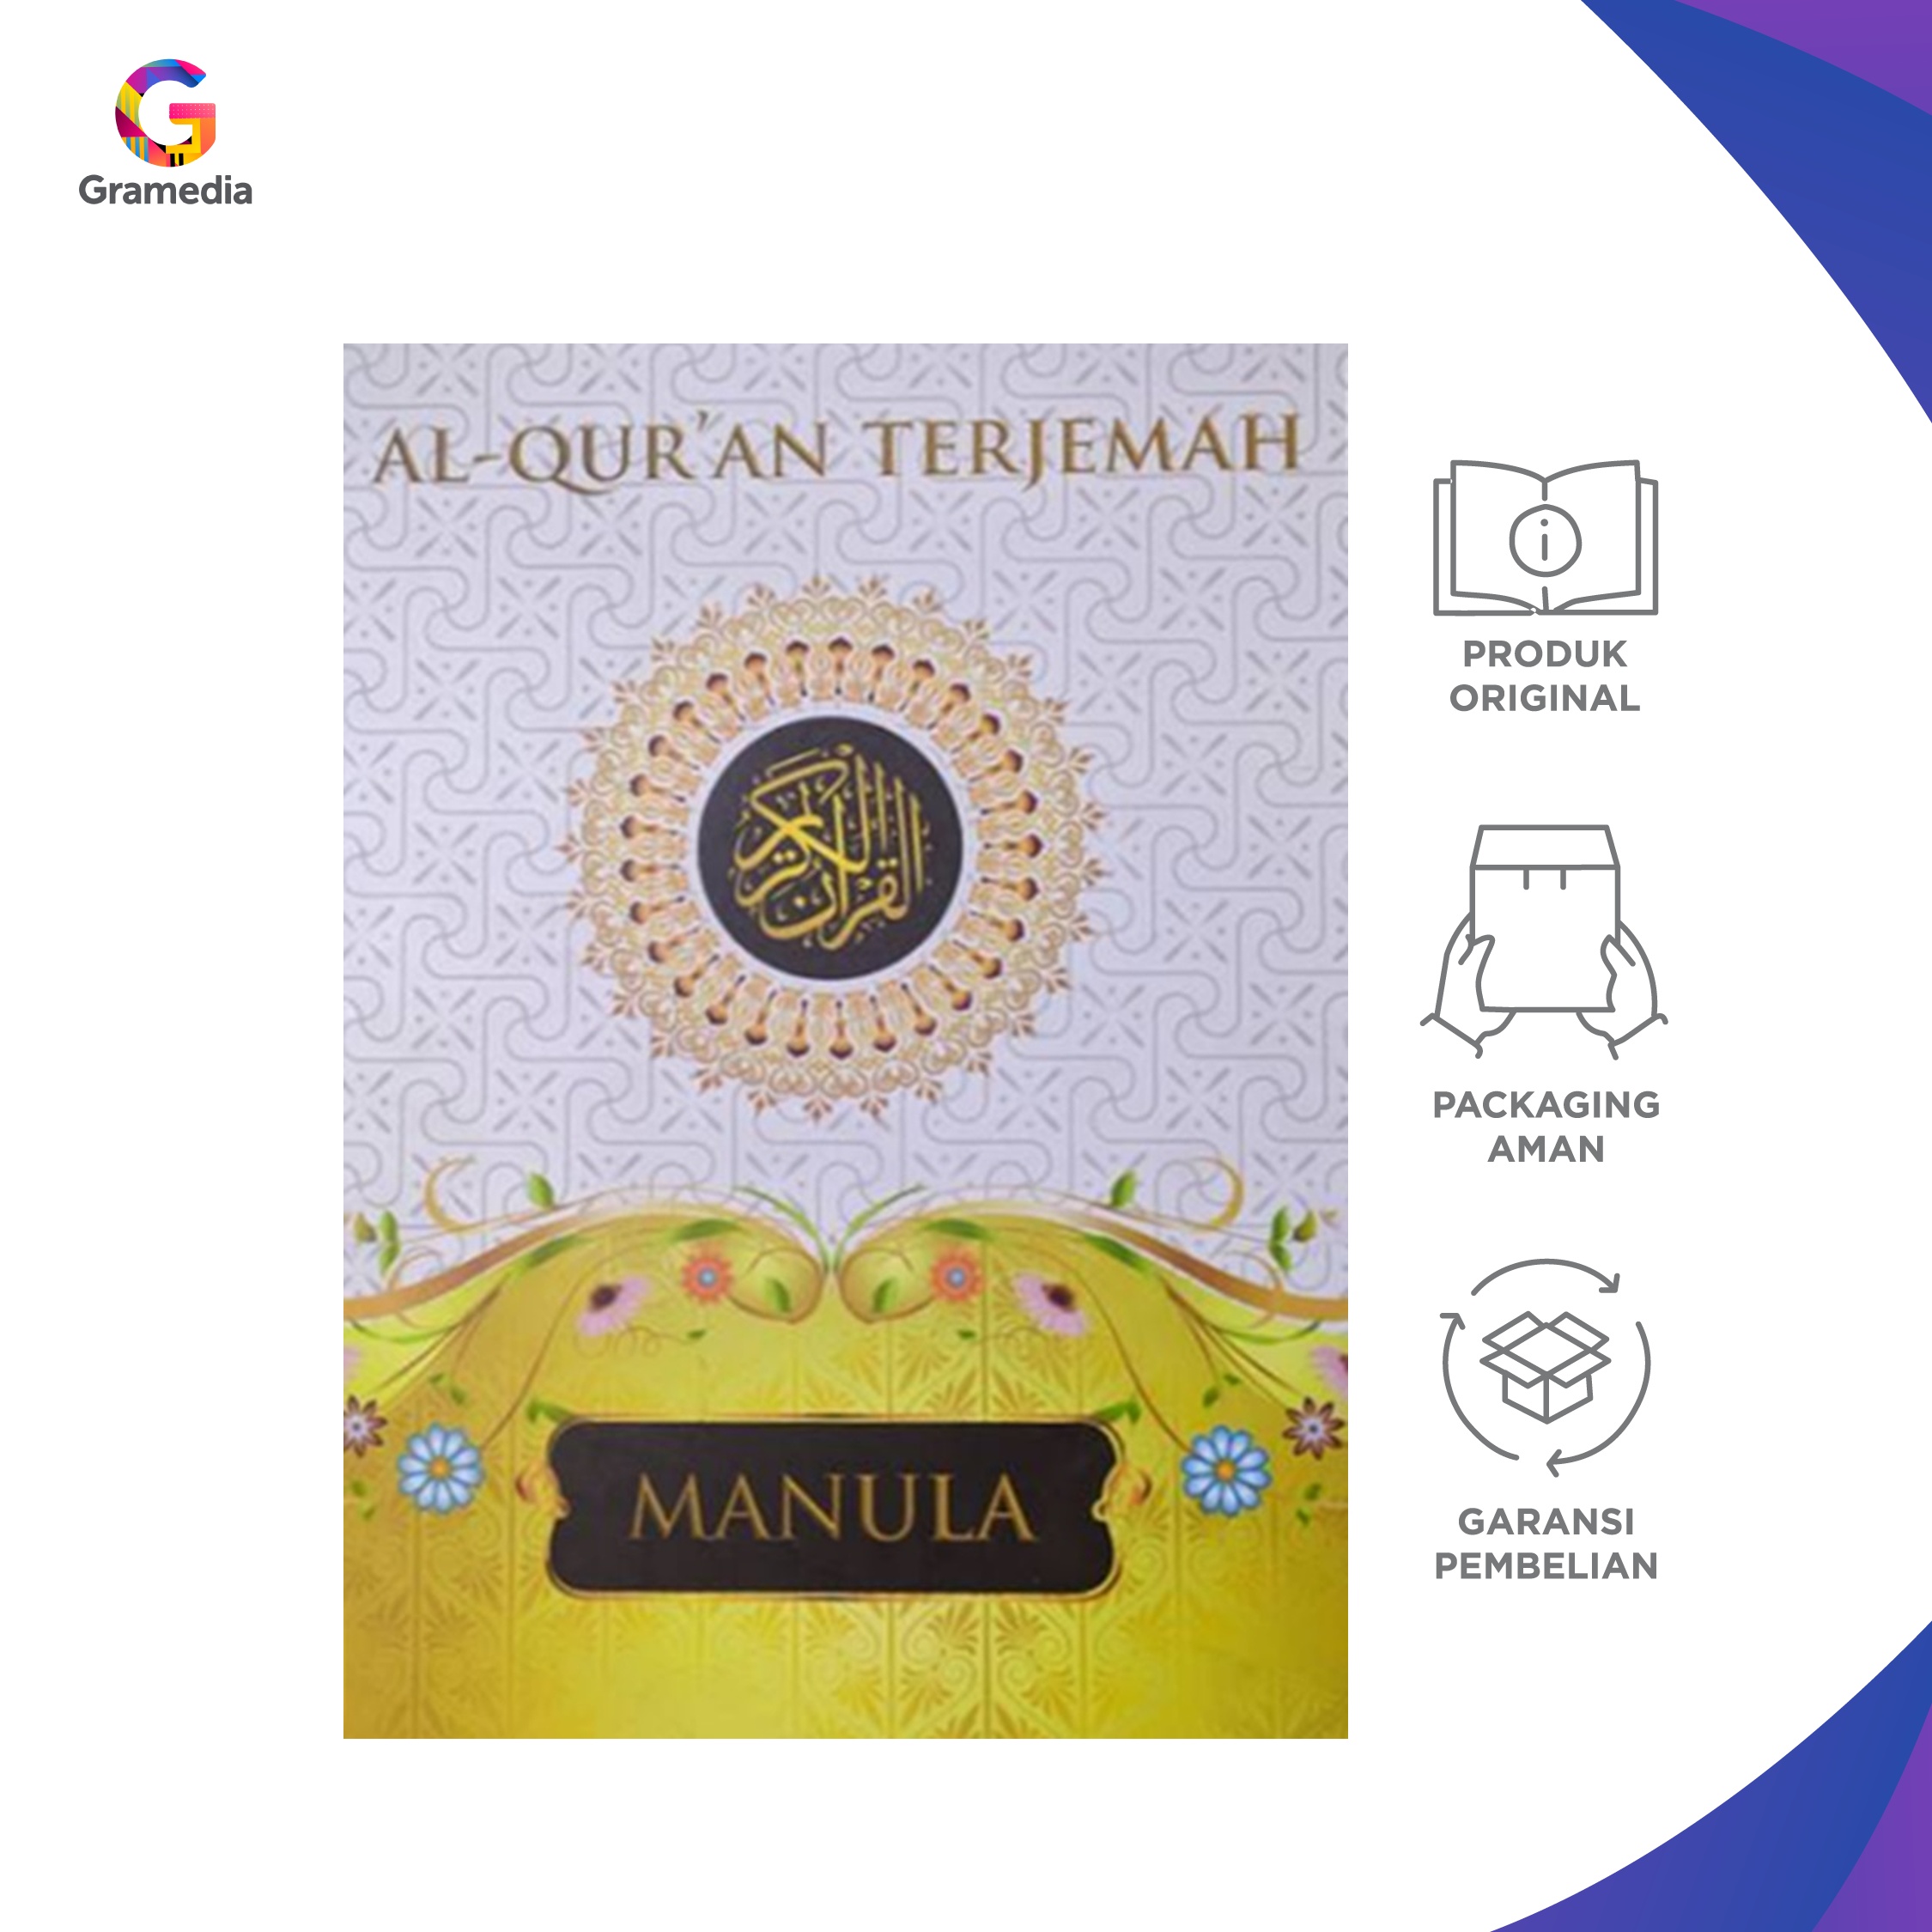 Gramedia
AL-QUR'AN TERJEMAH
القرآن الكريم
MANULA
PRODUK
ORIGINAL
PACKAGING
AMAN
GARANSI
PEMBELIAN